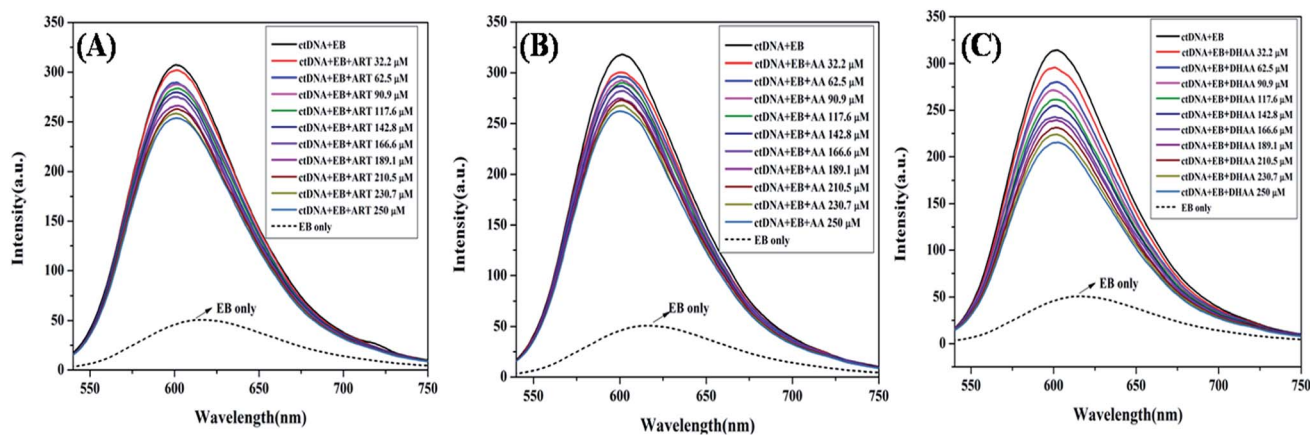 (A)
350
300
250
200
150
100
50
0
Intensity(a.u.)
ctDNA+EB
ctDNA+EB+ART 32.2 μM
ctDNA+EB+ART 62.5 μM
ctDNA+EB+ART 90.9 μM
ctDNA+EB+ART 117.6 μM
ctDNA+EB+ART 142.8 μM
ctDNA+EB+ART 166.6 μM
ctDNA+EB+ART 189.1 μM
ctDNA+EB+ART 210.5 μM
ctDNA+EB+ART 230.7 μM
ctDNA+EB+ART 250 μM
EB only
EB only
550 600 650 700 750
Wavelength(nm)
(B)
350
300
250
200
150
100
50
0
Intensity(a.u.)
ctDNA+EB
ctDNA+EB+AA 32.2 μM
ctDNA+EB+AA 62.5 μM
ctDNA+EB+AA 90.9 μM
ctDNA+EB+AA 117.6 μM
ctDNA+EB+AA 142.8 μM
ctDNA+EB+AA 166.6 μM
ctDNA+EB+AA 189.1 μM
ctDNA+EB+AA 210.5 μM
ctDNA+EB+AA 230.7 μM
ctDNA+EB+AA 250 μM
EB only
EB only
550 600 650 700 750
Wavelength(nm)
(C)
350
300
250
200
150
100
50
0
Intensity(a.u.)
ctDNA+EB
ctDNA+EB+DHAA 32.2 μM
ctDNA+EB+DHAA 62.5 μM
ctDNA+EB+DHAA 90.9 μM
ctDNA+EB+DHAA 117.6 μM
ctDNA+EB+DHAA 142.8 μM
ctDNA+EB+DHAA 166.6 μM
ctDNA+EB+DHAA 189.1 μM
ctDNA+EB+DHAA 210.5 μM
ctDNA+EB+DHAA 230.7 μM
ctDNA+EB+DHAA 250 μM
EB only
EB only
550 600 650 700 750
Wavelength(nm)